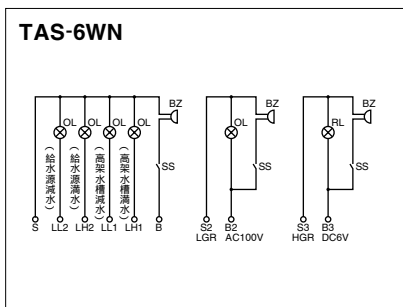 TAS-6WN
BZ
OL
OL
OL
OL
SS
(給水源減水)
(給水源満水)
(高架水槽減水)
(高架水槽満水)
S
LL2
LH2
LL1
LH1
B
BZ
OL
SS
S2
B2
LGR
AC100V
BZ
RL
SS
S3
B3
HGR
DC6V